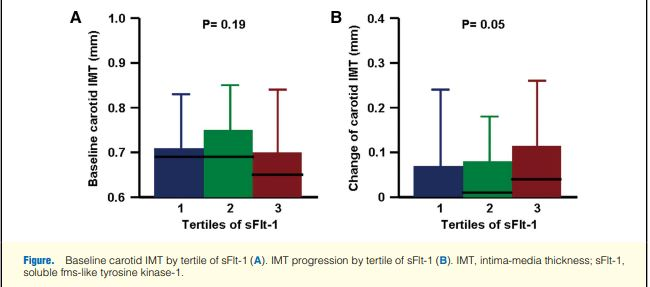 A
P= 0.19
Baseline carotid IMT (mm)
1.0
0.9
0.8
0.7
0.6
1 2 3
Tertiles of sFlt-1
B
P= 0.05
Change of carotid IMT (mm)
0.4
0.3
0.2
0.1
0
1 2 3
Tertiles of sFlt-1
Figure. Baseline carotid IMT by tertile of sFlt-1 (A). IMT progression by tertile of sFlt-1 (B). IMT, intima-media thickness; sFlt-1,
soluble fms-like tyrosine kinase-1.